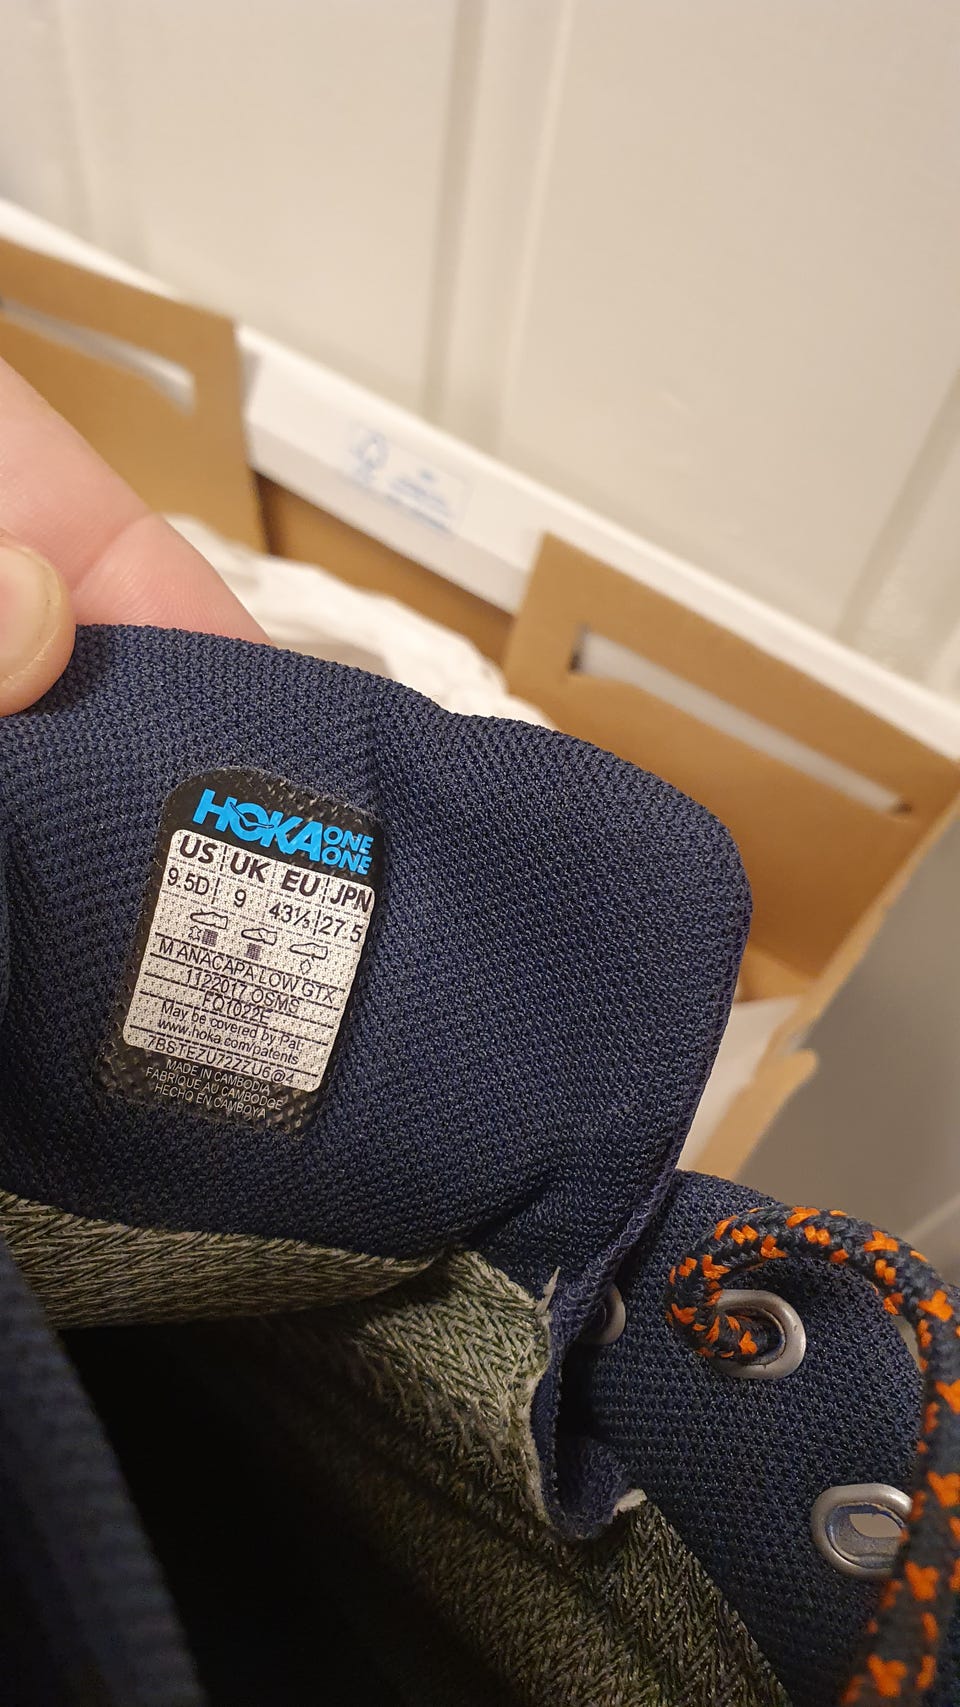 HOKA ONE ONE
US UK EU JPN
9.5D 9 43⅓ 27.5
M ANACAPA LOW GTX
1122017 OSMS
FQ1022E
May be covered by Pat.
www.hoka.com/patents
7BSTEZU7ZZ7U6@4
MADE IN CAMBODIA
FABRIQUE AU CAMBODGE
HECHO EN CAMBOYA